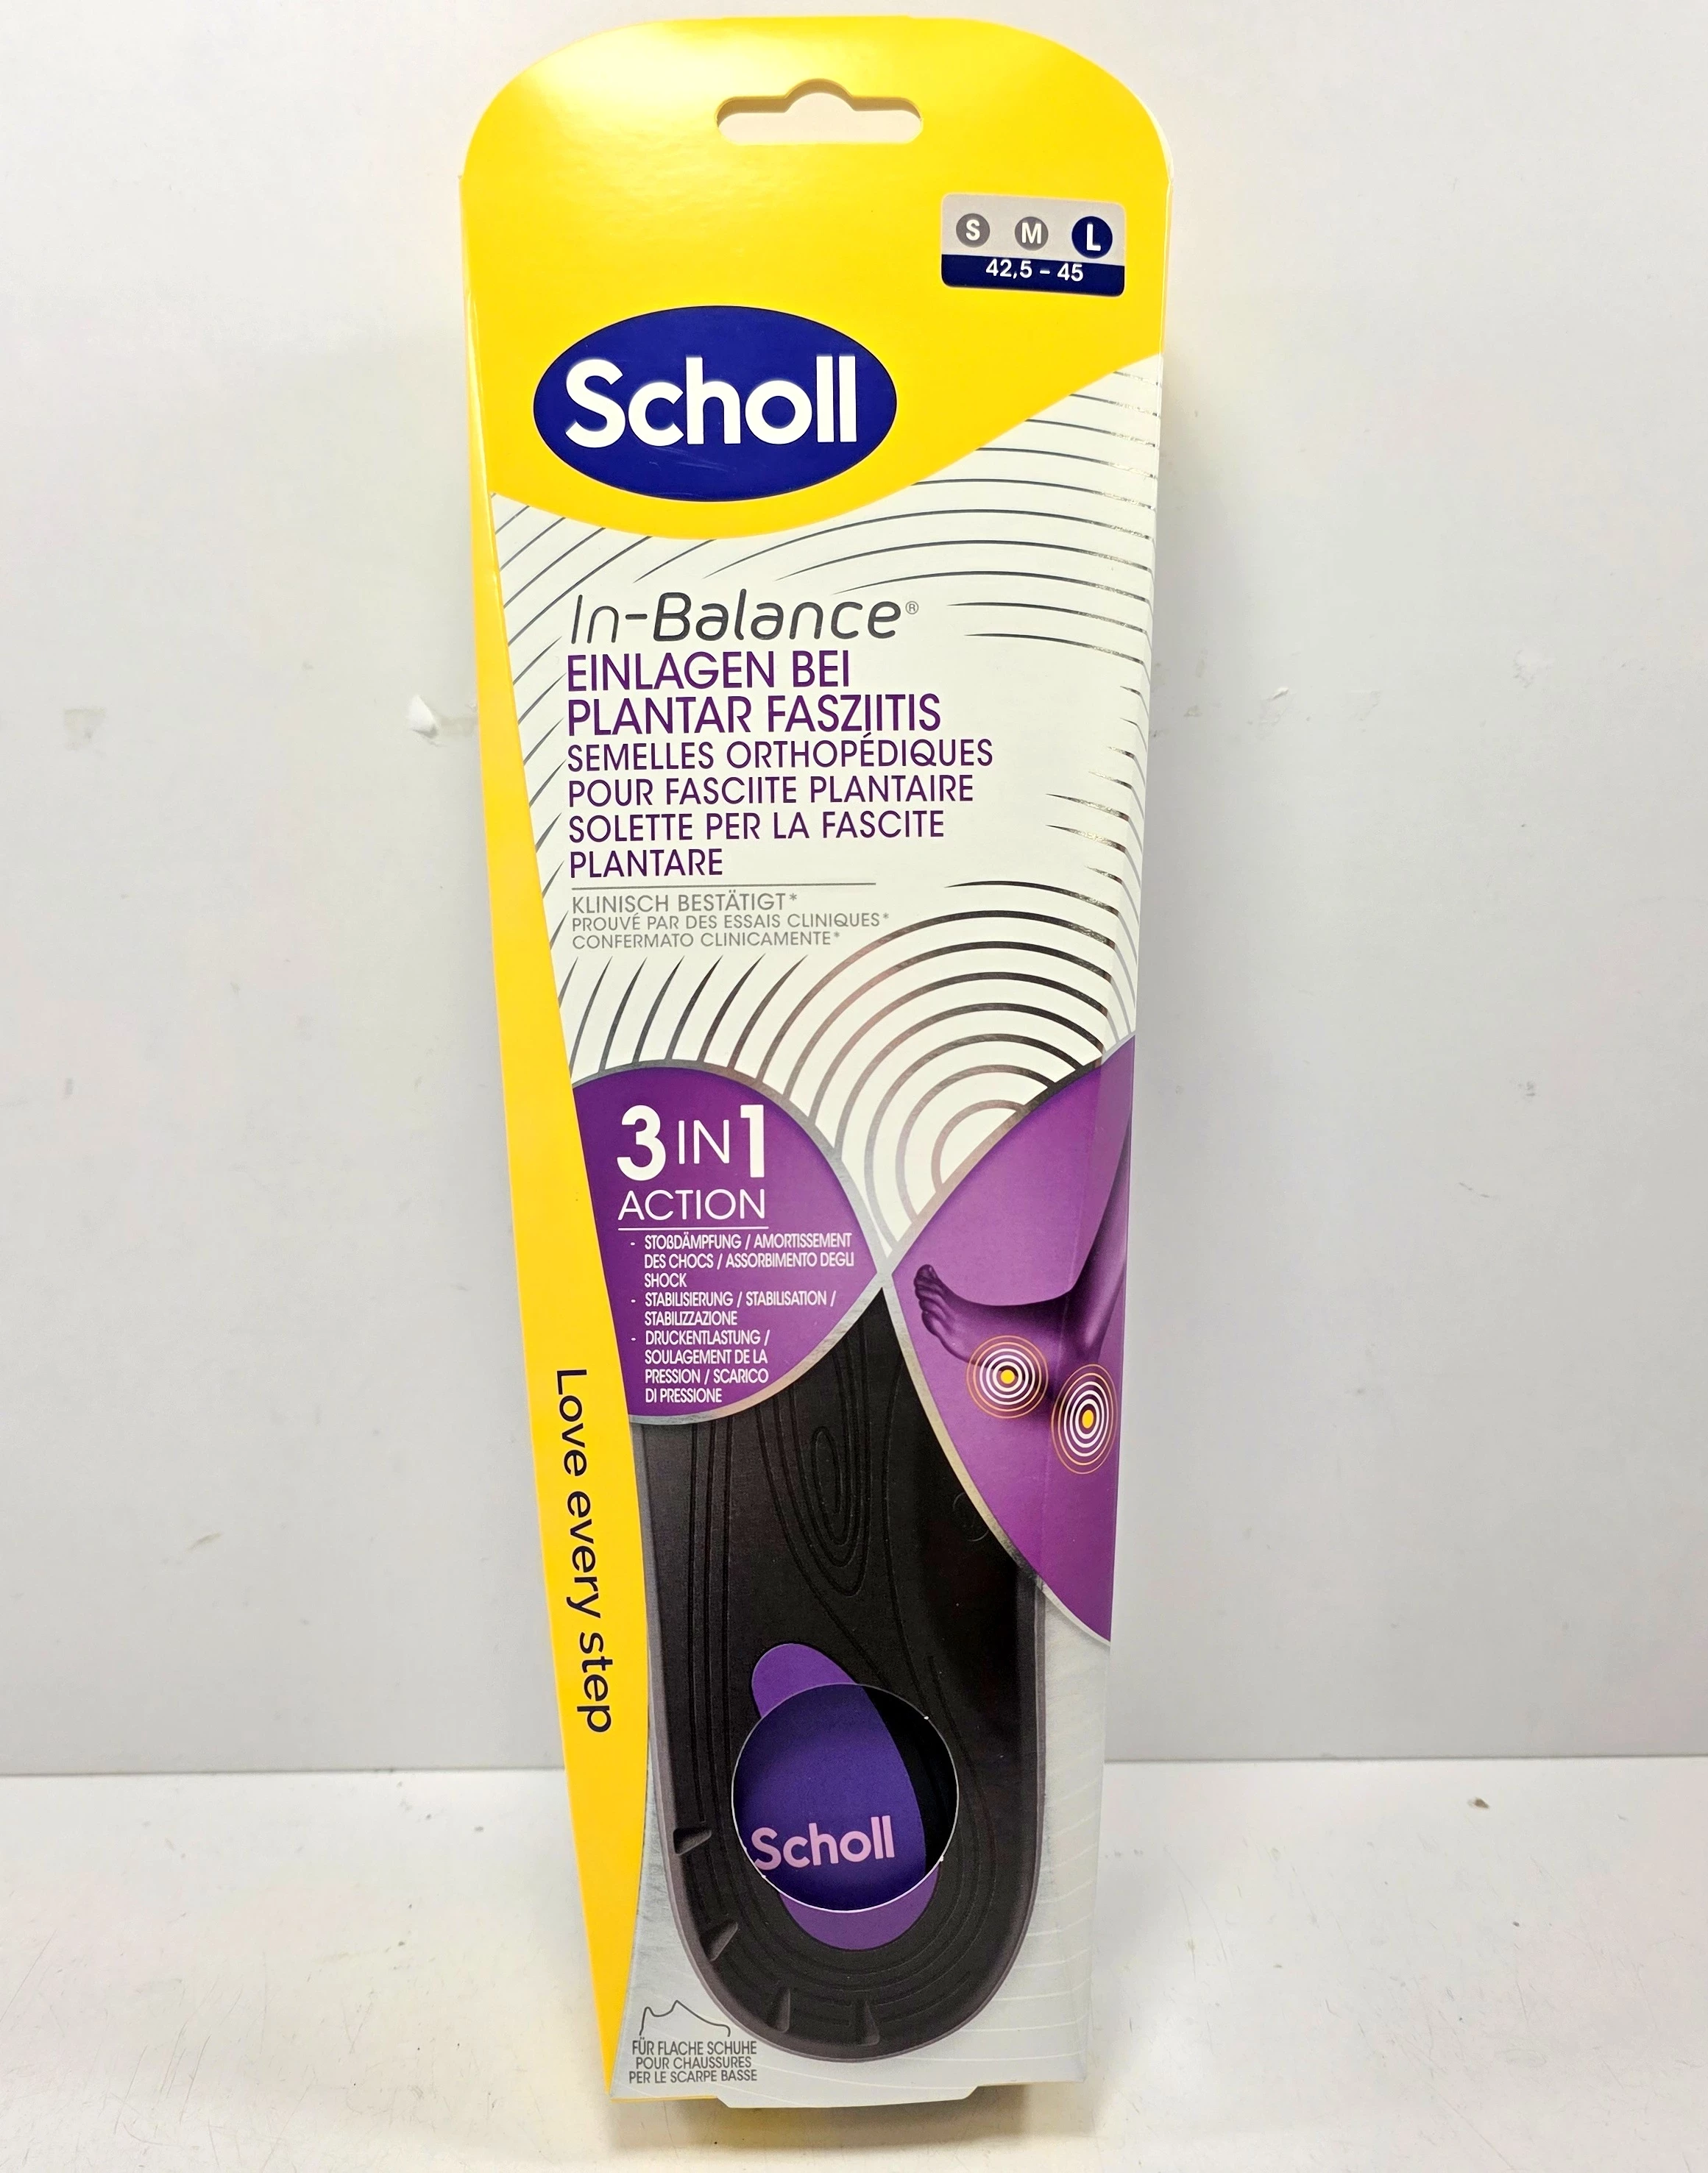 S M L
42,5 - 45
Scholl
In-Balance®
EINLAGEN BEI
PLANTAR FASZIITIS
SEMELLES ORTHOPÉDIQUES
POUR FASCIITE PLANTAIRE
SOLETTE PER LA FASCITE
PLANTARE
KLINISCH BESTÄTIGT*
PROUVÉ PAR DES ESSAIS CLINIQUES*
CONFERMATO CLINICAMENTE*
3 IN 1
ACTION
- STOßDÄMPFUNG / AMORTISSEMENT
DES CHOCS / ASSORBIMENTO DEGLI
SHOCK
- STABILISIERUNG / STABILISATION /
STABILIZZAZIONE
- DRUCKENTLASTUNG /
SOULAGEMENT DE LA
PRESSION / SCARICO
DI PRESSIONE
Love every step
Scholl
FÜR FLACHE SCHUHE
POUR CHAUSSURES
PER LE SCARPE BASSE